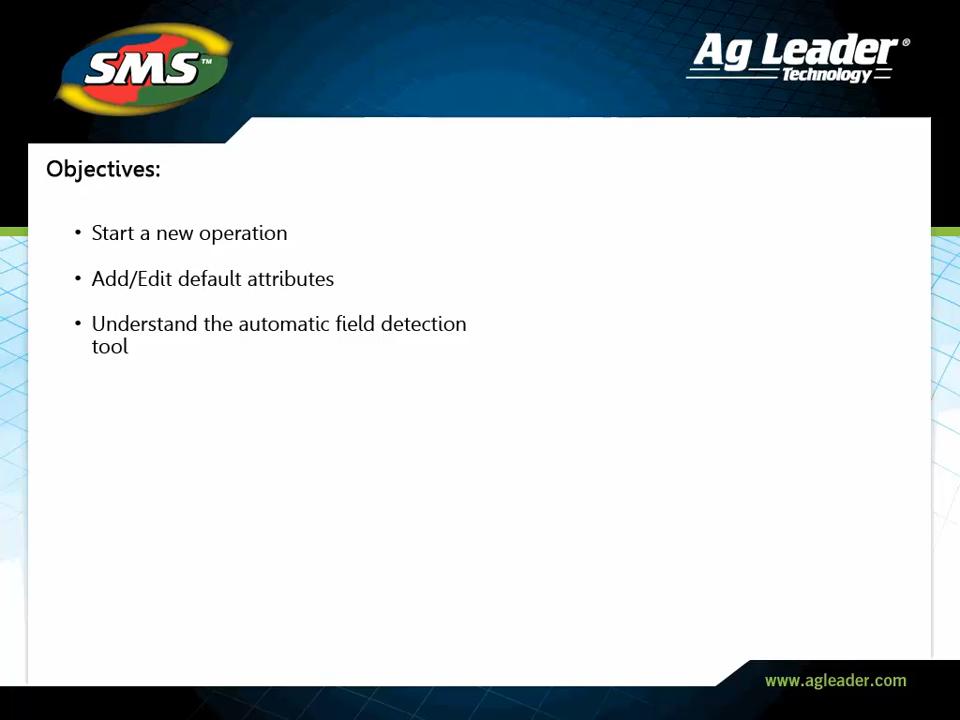 SMS™
Ag Leader®
Technology
Objectives:
• Start a new operation
• Add/Edit default attributes
• Understand the automatic field detection
tool
www.agleader.com